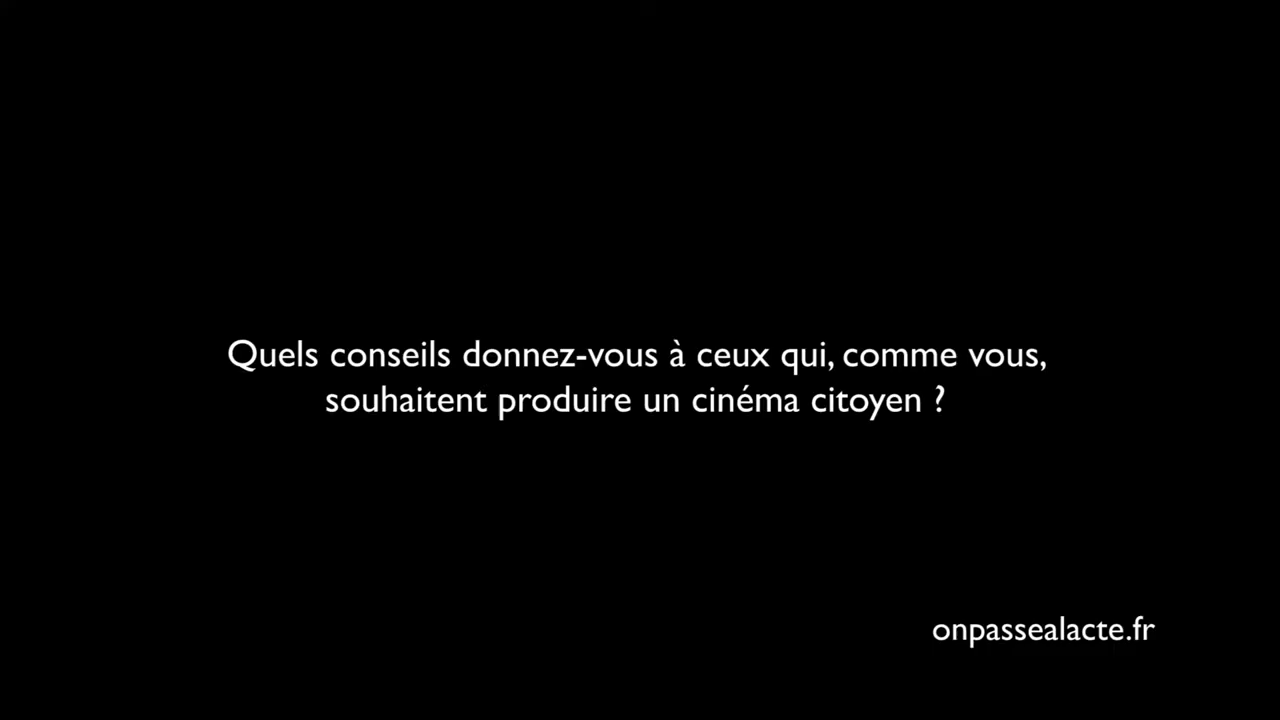 Quels conseils donnez-vous à ceux qui, comme vous,
souhaitent produire un cinéma citoyen ?
onpassealacte.fr